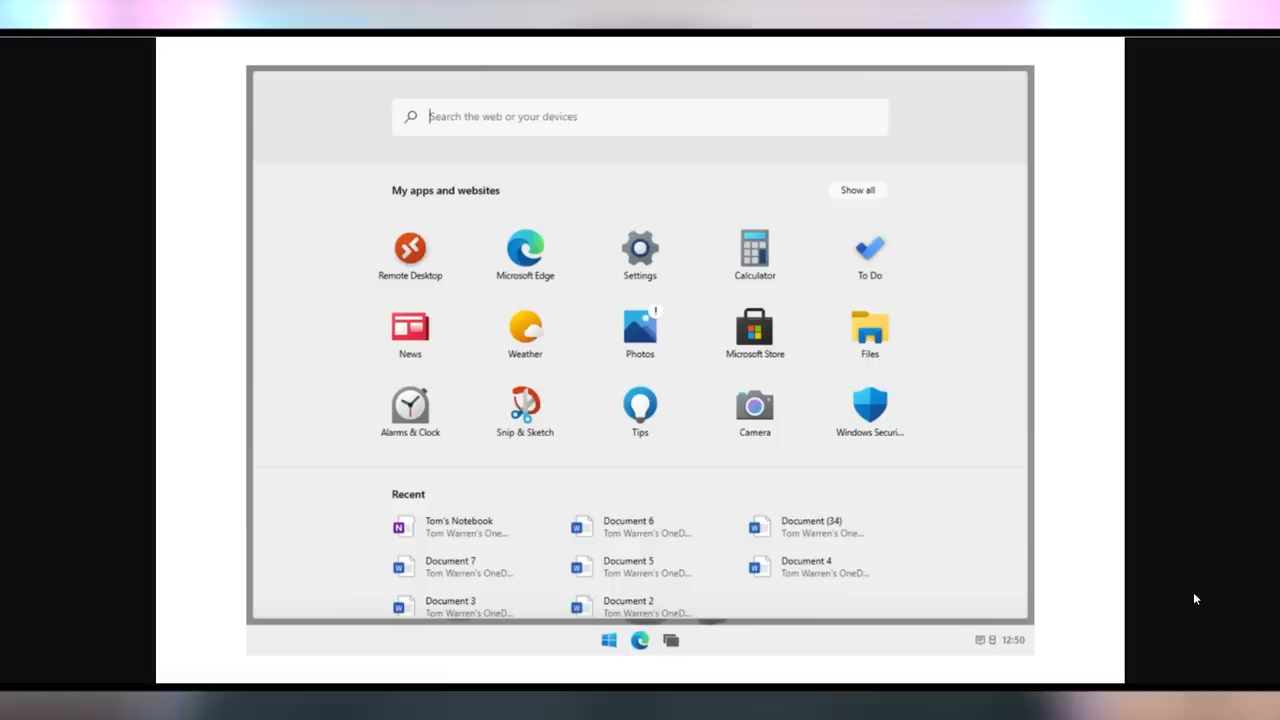 Search the web or your devices
My apps and websites
Show all
Remote Desktop
Microsoft Edge
Settings
Calculator
To Do
News
Weather
Photos
Microsoft Store
Files
Alarms & Clock
Snip & Sketch
Tips
Camera
Windows Securi...
Recent
Tom's Notebook
Tom Warren's One...
Document 6
Tom Warren's OneD...
Document (34)
Tom Warren's One...
Document 7
Tom Warren's OneD...
Document 5
Tom Warren's OneD...
Document 4
Tom Warren's OneD...
Document 3
Tom Warren's OneD...
Document 2
Tom Warren's OneD...
12:50